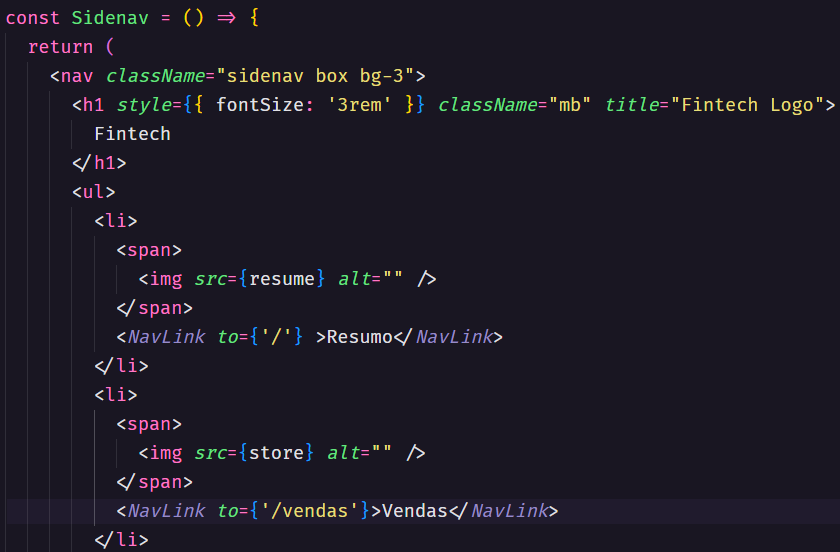 const Sidenav = () => {
return (
<nav className="sidenav box bg-3">
<h1 style={{ fontSize: '3rem' }} className="mb" title="Fintech Logo">
Fintech
</h1>
<ul>
<li>
<span>
<img src={resume} alt="" />
</span>
<NavLink to={'/'} >Resumo</NavLink>
</li>
<li>
<span>
<img src={store} alt="" />
</span>
<NavLink to={'/vendas'}>Vendas</NavLink>
</li>